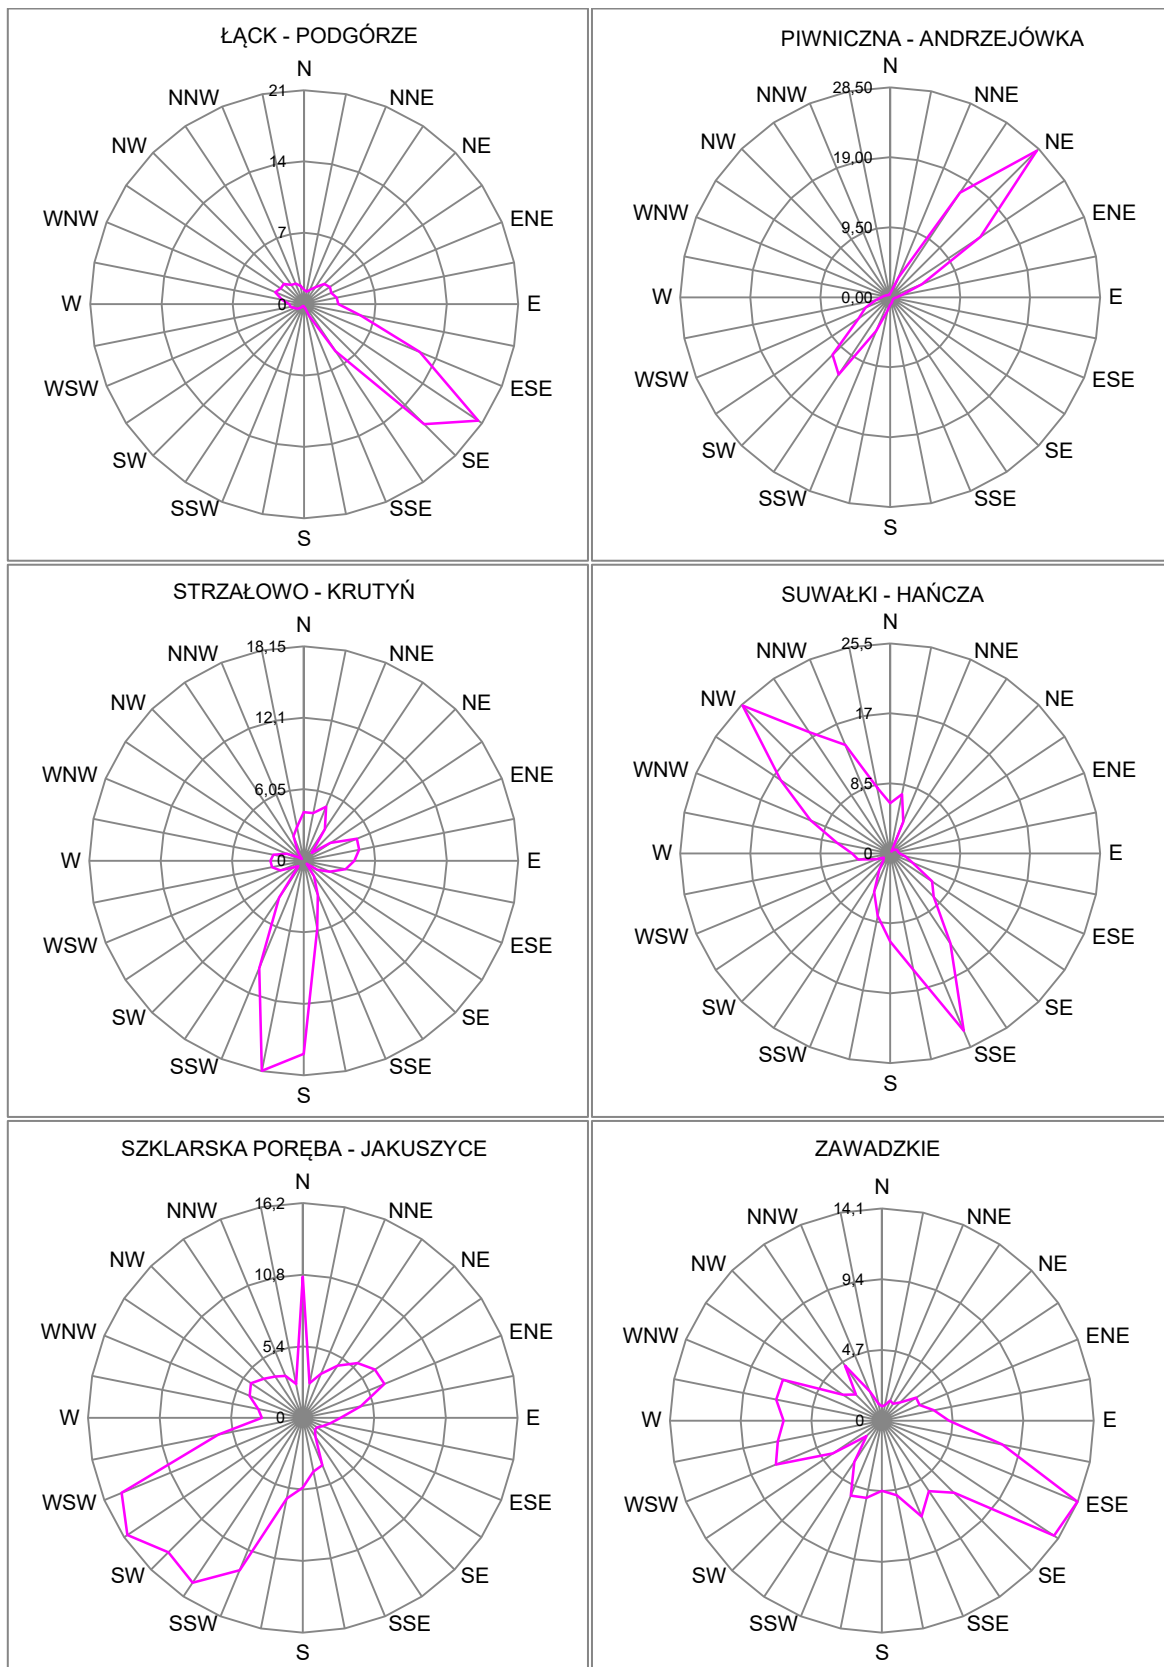 ŁĄCK - PODGÓRZE
N
21
NNW
NNE
NW
14
NE
WNW
7
ENE
W
0
E
WSW
ESE
SW
SE
SSW
SSE
S
PIWNICZNA - ANDRZEJÓWKA
N
28,50
NNW
NNE
NW
19,00
NE
WNW
9,50
ENE
W
0,00
E
WSW
ESE
SW
SE
SSW
SSE
S
STRZAŁOWO - KRUTYŃ
N
18,15
NNW
NNE
NW
12,1
NE
WNW
6,05
ENE
W
0
E
WSW
ESE
SW
SE
SSW
SSE
S
SUWAŁKI - HAŃCZA
N
25,5
NNW
NNE
NW
17
NE
WNW
8,5
ENE
W
0
E
WSW
ESE
SW
SE
SSW
SSE
S
SZKLARSKA PORĘBA - JAKUSZYCE
N
16,2
NNW
NNE
NW
10,8
NE
WNW
5,4
ENE
W
0
E
WSW
ESE
SW
SE
SSW
SSE
S
ZAWADZKIE
N
14,1
NNW
NNE
NW
9,4
NE
WNW
4,7
ENE
W
0
E
WSW
ESE
SW
SE
SSW
SSE
S